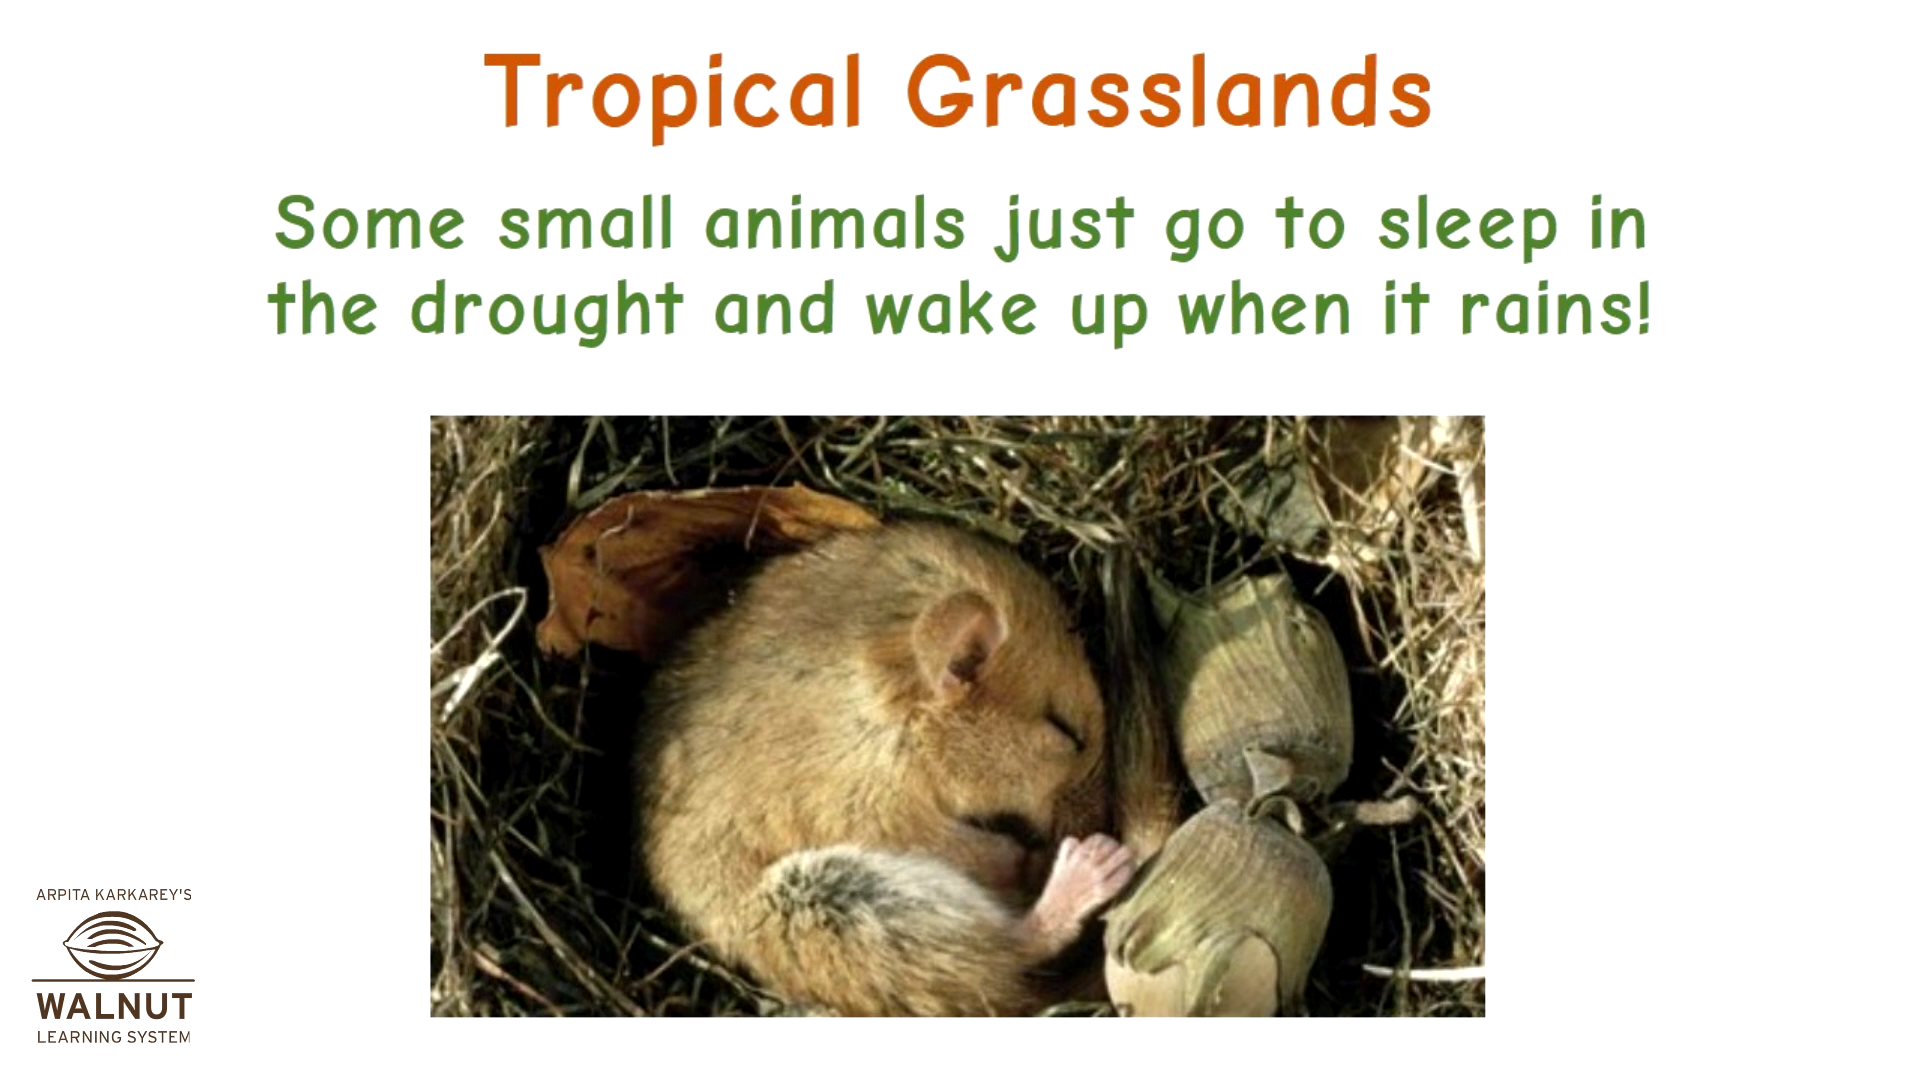 Tropical Grasslands
Some small animals just go to sleep in
the drought and wake up when it rains!
ARPITA KARKAREY'S
WALNUT
LEARNING SYSTEM